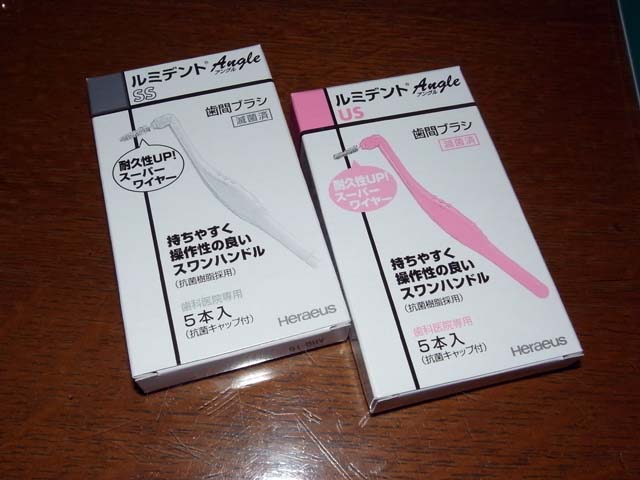 ルミデント® Angle
アングル
SS
歯間ブラシ
滅菌済
耐久性UP!
スーパー
ワイヤー
持ちやすく
操作性の良い
スワンハンドル
(抗菌樹脂採用)
歯科医院専用
5本入
(抗菌キャップ付)
Heraeus
ルミデント® Angle
アングル
US
歯間ブラシ
滅菌済
耐久性UP!
スーパー
ワイヤー
持ちやすく
操作性の良い
スワンハンドル
(抗菌樹脂採用)
歯科医院専用
5本入
(抗菌キャップ付)
Heraeus